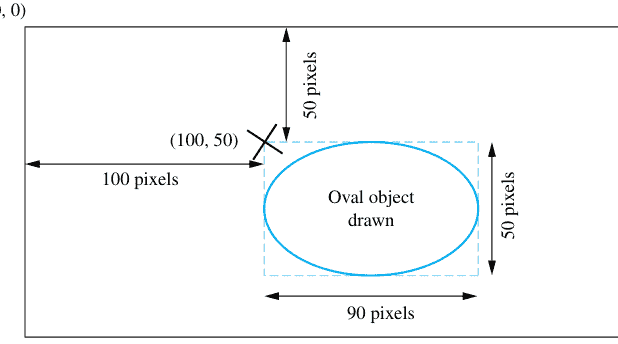 , 0)
50 pixels
(100, 50)
100 pixels
Oval object
drawn
50 pixels
90 pixels